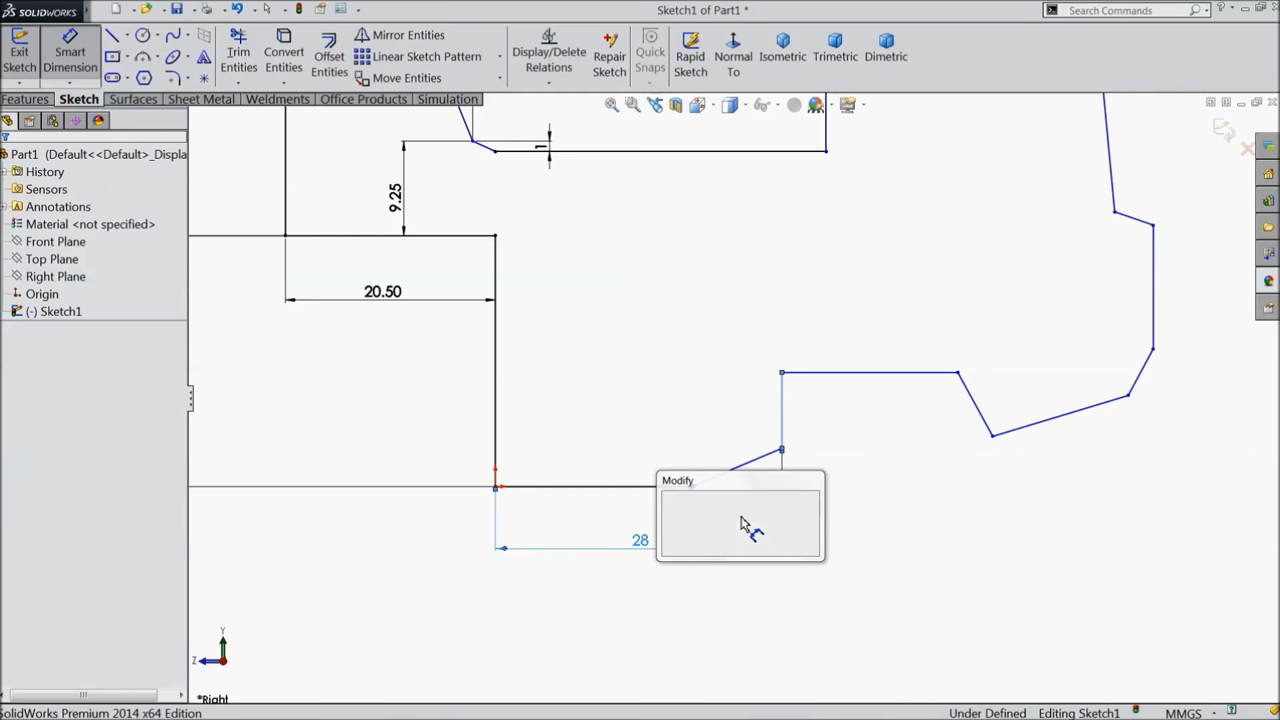 SOLIDWORKS
Sketch1 of Part1 *
Search Commands
Exit Sketch
Smart Dimension
Trim Entities
Convert Entities
Offset Entities
Mirror Entities
Linear Sketch Pattern
Move Entities
Display/Delete Relations
Repair Sketch
Quick Snaps
Rapid Sketch
Normal To
Isometric
Trimetric
Dimetric
Features
Sketch
Surfaces
Sheet Metal
Weldments
Office Products
Simulation
Part1 (Default<<Default>_Displa
History
Sensors
Annotations
Material <not specified>
Front Plane
Top Plane
Right Plane
Origin
(-) Sketch1
1
9.25
20.50
Modify
28
Y
Z
*Right
SolidWorks Premium 2014 x64 Edition
Under Defined
Editing Sketch1
MMGS